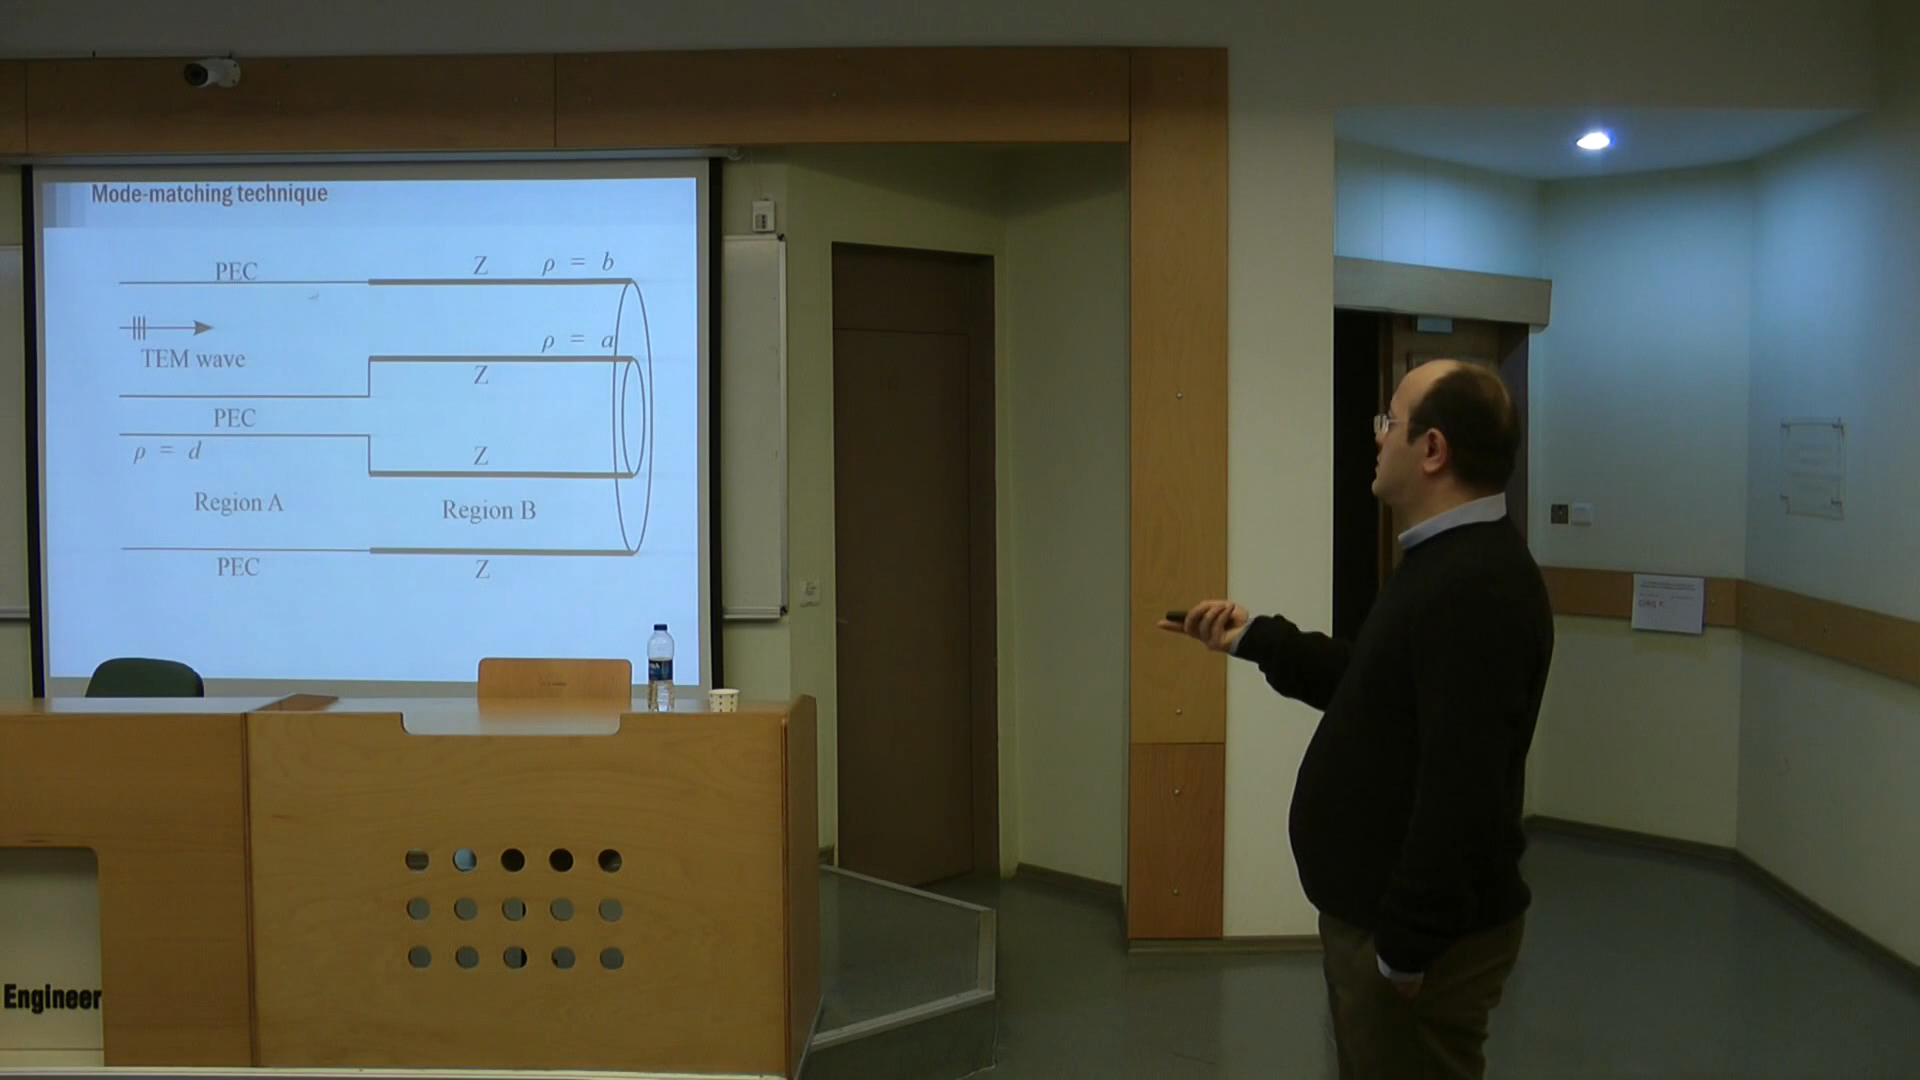 Mode-matching technique
PEC
Z
ρ = b
TEM wave
ρ = a
Z
PEC
ρ = d
Z
Region A
Region B
PEC
Z
Engineer